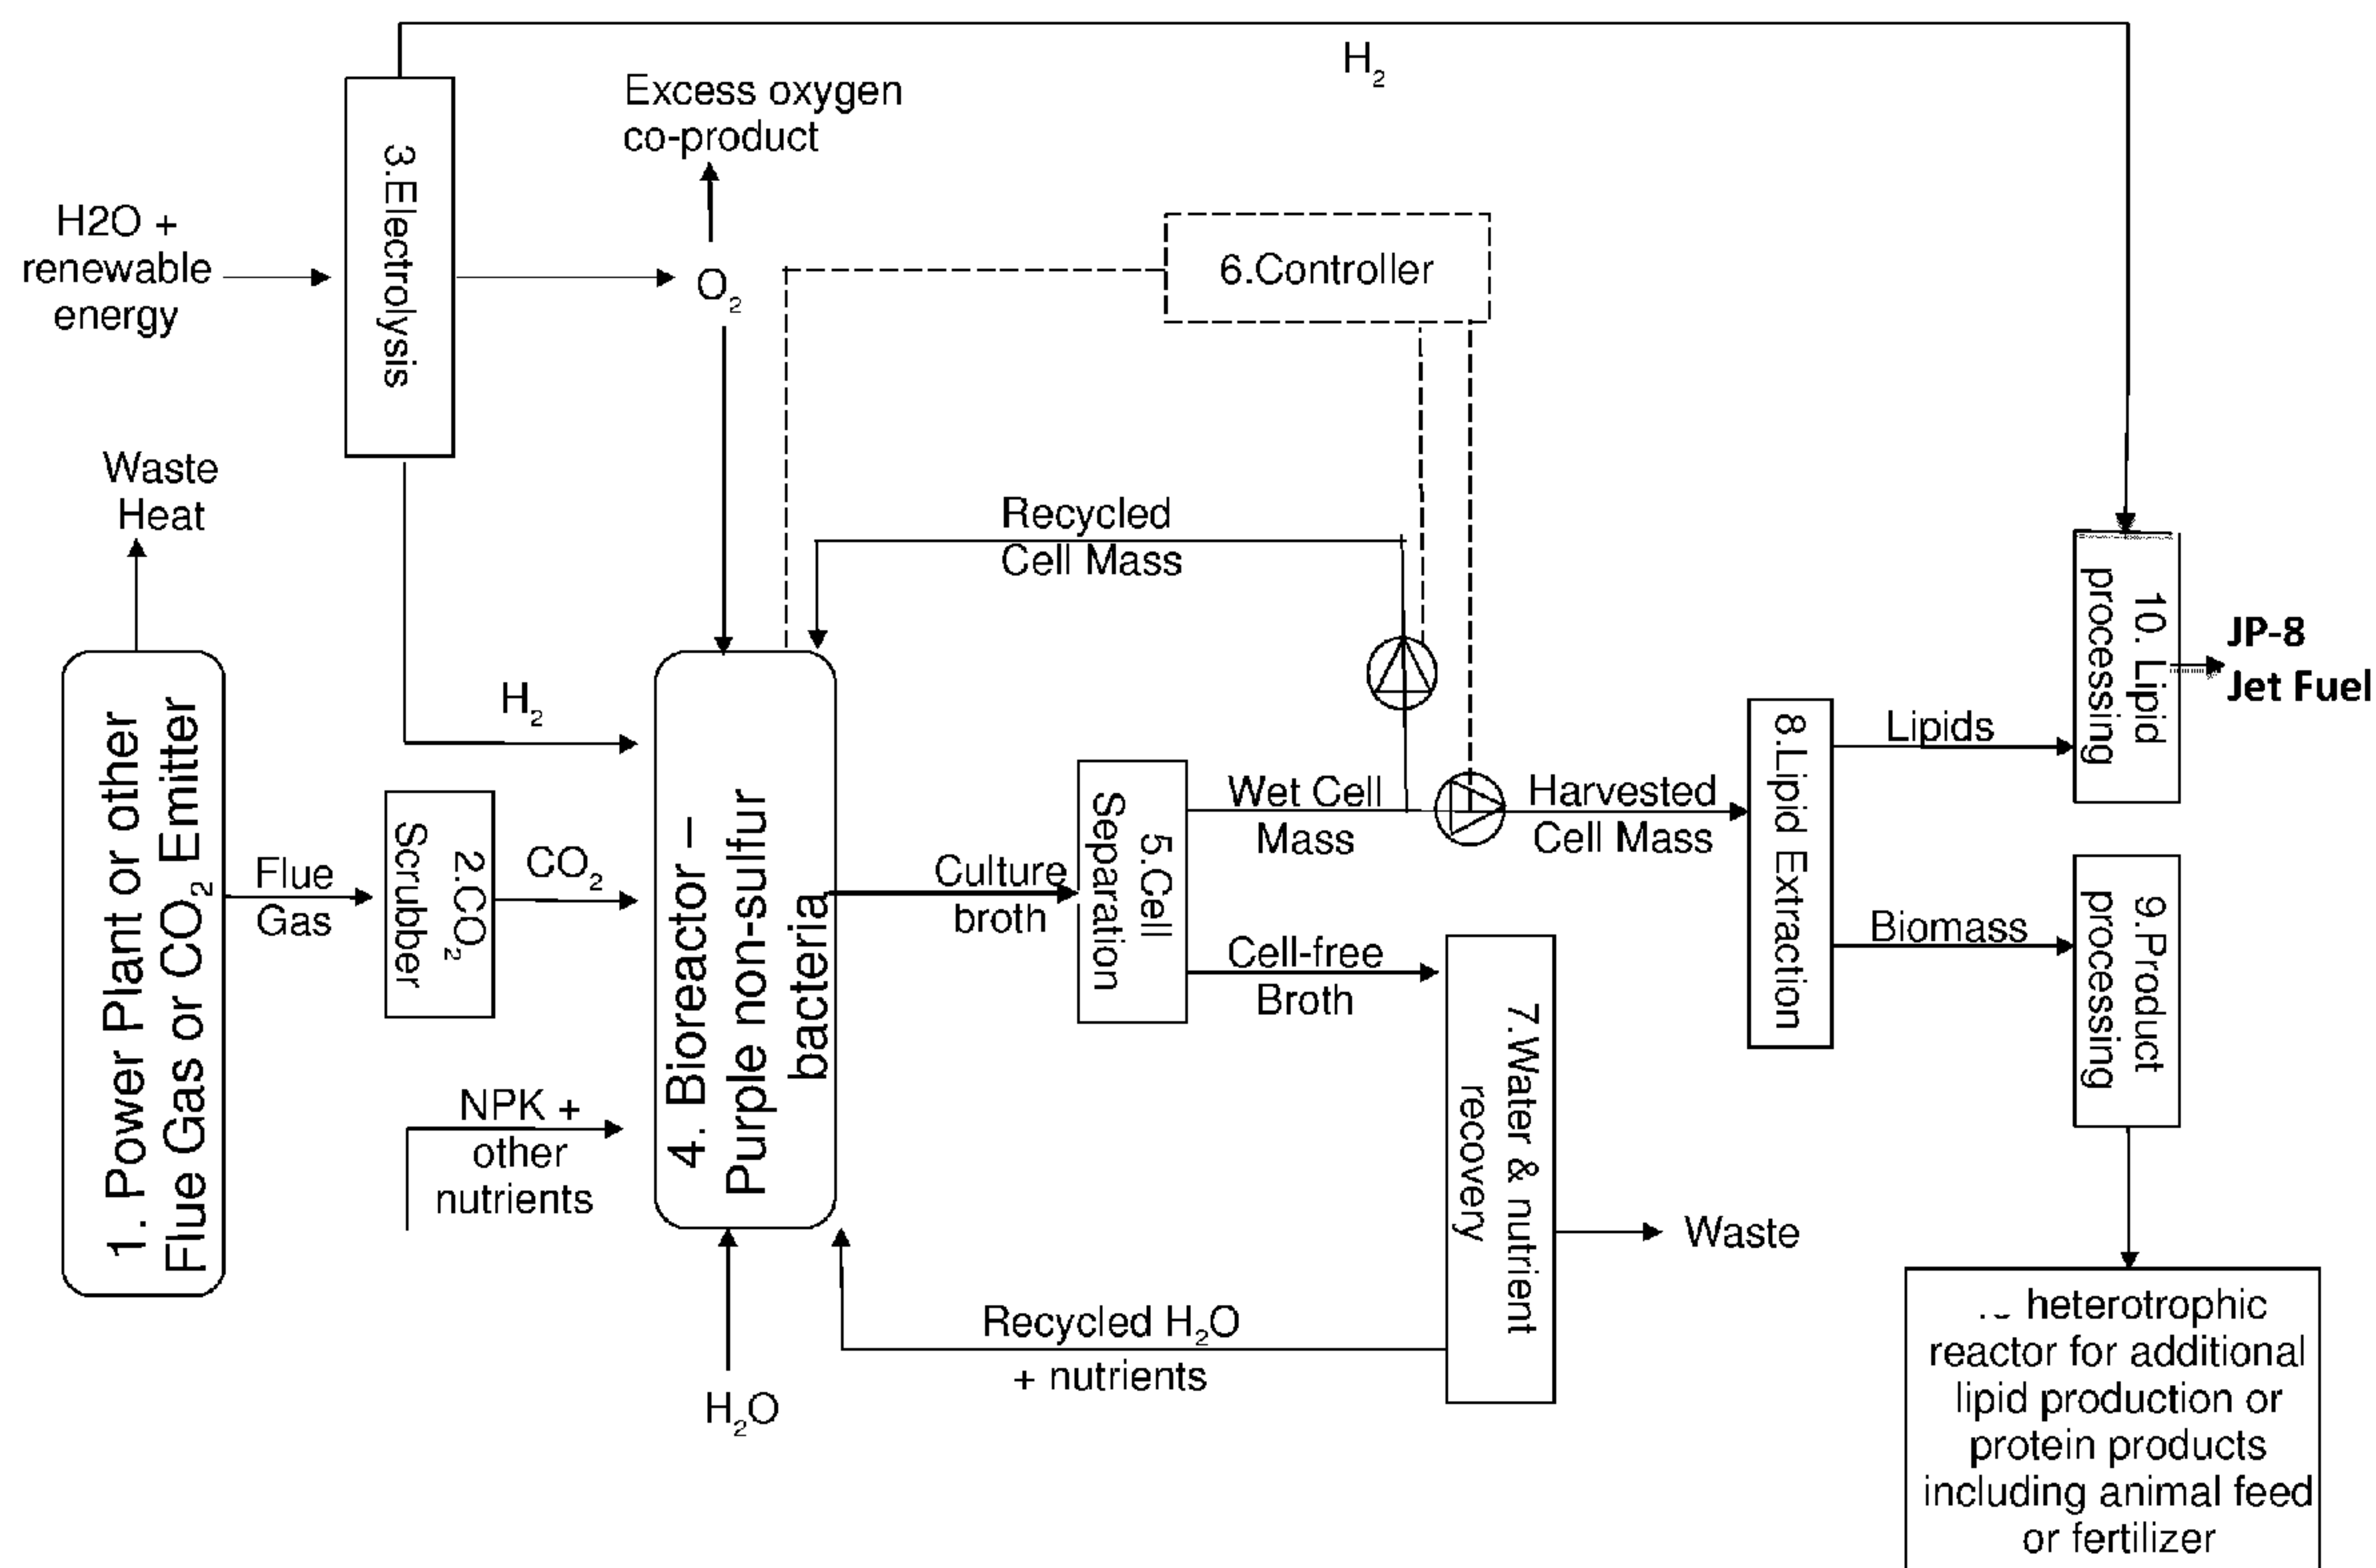 H₂
Excess oxygen
co-product
3.Electrolysis
H2O +
renewable
energy
O₂
6.Controller
Waste
Heat
Recycled
Cell Mass
H₂
1. Power Plant or other
Flue Gas or CO₂ Emitter
Flue
Gas
2.CO₂
Scrubber
CO₂
NPK +
other
nutrients
4. Bioreactor –
Purple non-sulfur
bacteria
H₂O
Culture
broth
5.Cell
Separation
Wet Cell
Mass
Cell-free
Broth
Harvested
Cell Mass
7.Water & nutrient
recovery
Waste
Recycled H₂O
+ nutrients
8.Lipid Extraction
Lipids
Biomass
10. Lipid
processing
JP-8
Jet Fuel
9.Product
processing
heterotrophic
reactor for additional
lipid production or
protein products
including animal feed
or fertilizer